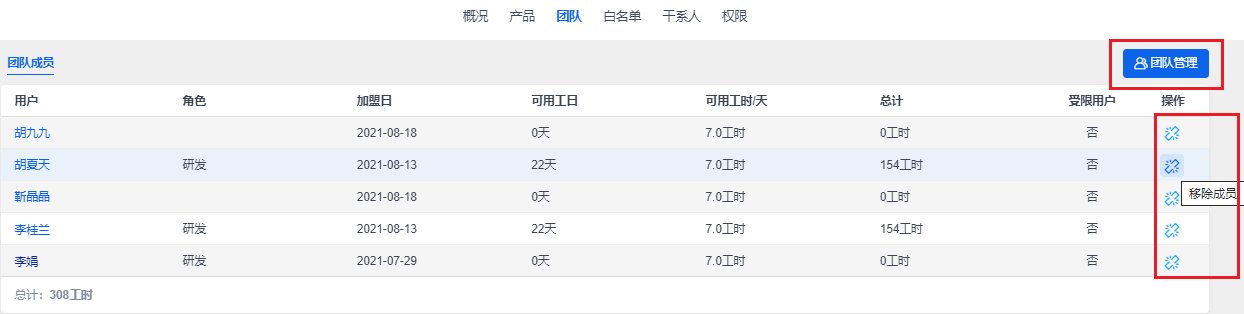 概况 产品 团队 白名单 干系人 权限
团队成员 团队管理
用户 角色 加盟日 可用工日 可用工时/天 总计 受限用户 操作
胡九九 2021-08-18 0天 7.0工时 0工时 否
胡夏天 研发 2021-08-13 22天 7.0工时 154工时 否
靳晶晶 2021-08-18 0天 7.0工时 0工时 否
移除成员
李桂兰 研发 2021-08-13 22天 7.0工时 154工时 否
李娟 研发 2021-07-29 0天 7.0工时 0工时 否
总计：308工时